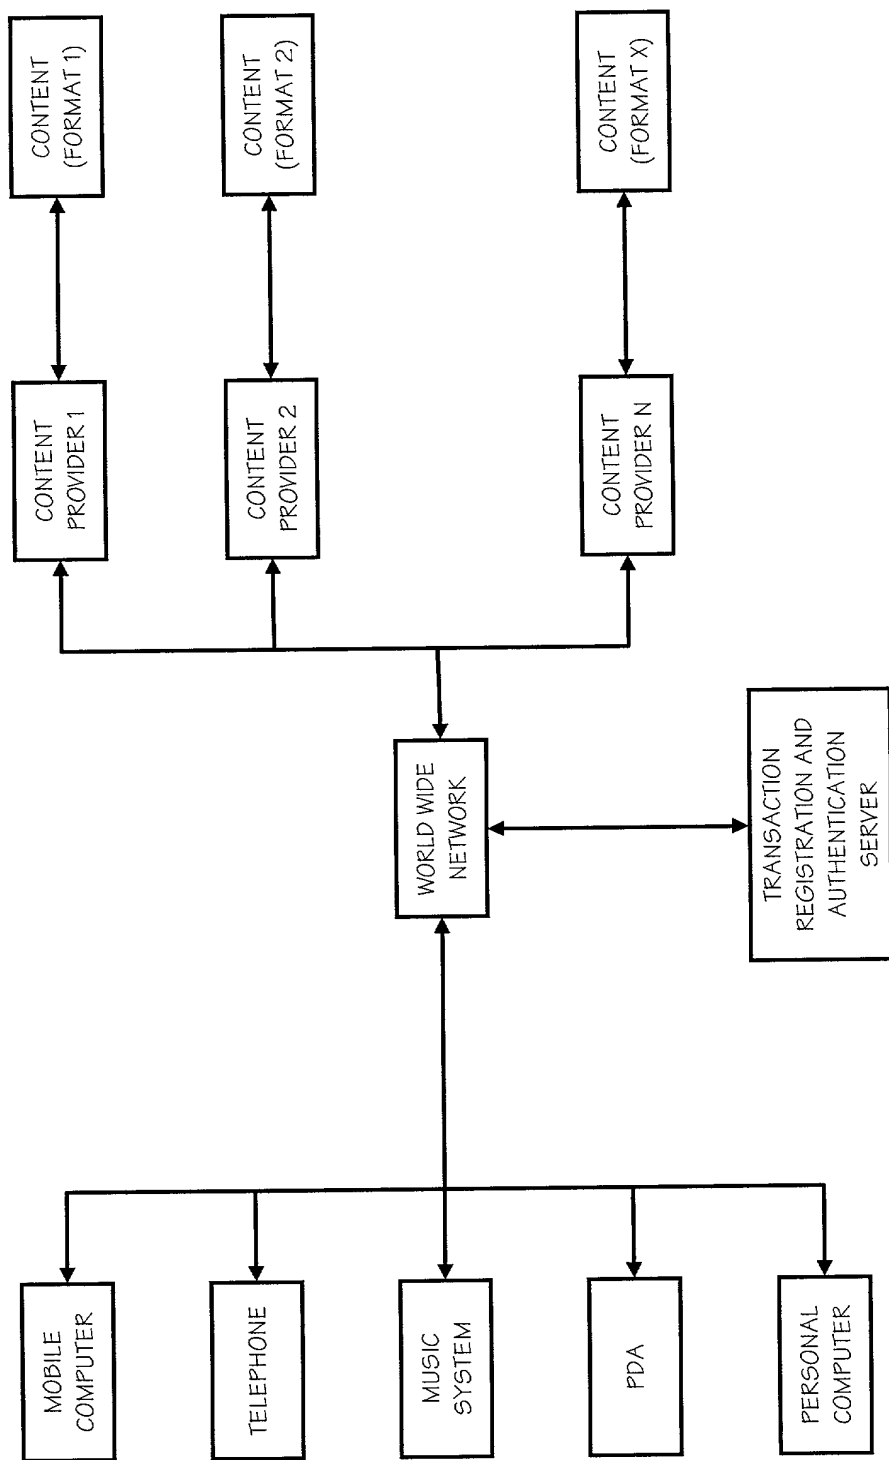 MOBILE
COMPUTER
TELEPHONE
MUSIC
SYSTEM
PDA
PERSONAL
COMPUTER
WORLD WIDE
NETWORK
TRANSACTION
REGISTRATION AND
AUTHENTICATION
SERVER
CONTENT
PROVIDER 1
CONTENT
PROVIDER 2
CONTENT
PROVIDER N
CONTENT
(FORMAT 1)
CONTENT
(FORMAT 2)
CONTENT
(FORMAT X)